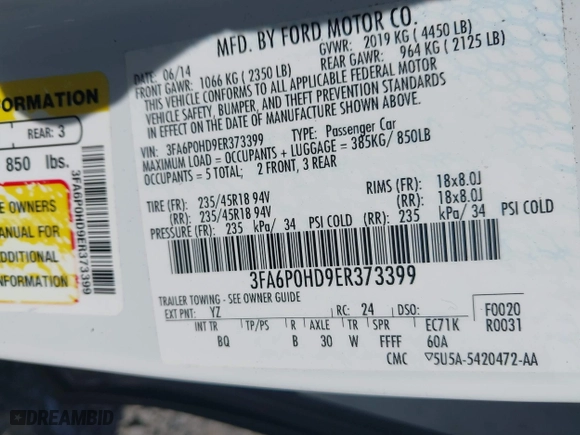 MFD. BY FORD MOTOR CO.
DATE: 06/14
GVWR: 2019 KG ( 4450 LB)
FRONT GAWR: 1066 KG ( 2350 LB)
REAR GAWR: 964 KG ( 2125 LB)
THIS VEHICLE CONFORMS TO ALL APPLICABLE FEDERAL MOTOR
VEHICLE SAFETY, BUMPER, AND THEFT PREVENTION STANDARDS
IN EFFECT ON THE DATE OF MANUFACTURE SHOWN ABOVE.
VIN: 3FA6P0HD9ER373399 TYPE: Passenger Car
MAXIMUM LOAD = OCCUPANTS + LUGGAGE = 385KG/ 850LB
OCCUPANTS = 5 TOTAL; 2 FRONT, 3 REAR
TIRE (FR): 235/45R18 94V RIMS (FR): 18x8.0J
(RR): 235/45R18 94V (RR): 18x8.0J
PRESSURE (FR): 235 kPa/ 34 PSI COLD (RR): 235 kPa/ 34 PSI COLD
3FA6P0HD9ER373399
TRAILER TOWING - SEE OWNER GUIDE
EXT PNT: YZ RC: 24 DSO: F0020
INT TR TP/PS R AXLE TR SPR EC71K R0031
BQ B 30 W FFFF 60A
CMC 5U5A-5420472-AA
FORMATION
REAR: 3
850 lbs.
E OWNERS
ANUAL FOR
DDITIONAL
FORMATION
3FA6P0HD9ER373399
DREAMBID